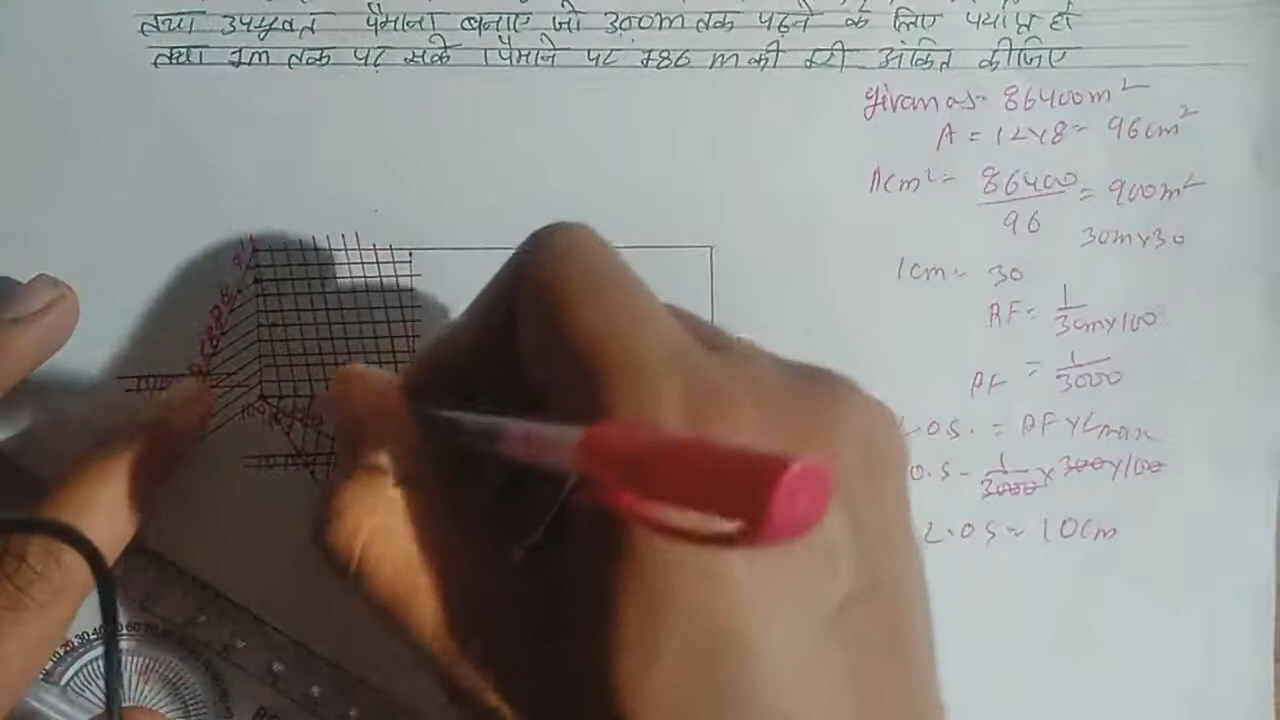 तथा उपयुक्त पैमाना बनाए जो 300m तक पढ़ने के लिए पर्याप्त हो
तथा 1m तक पढ़ सके । पैमाने पर 786 m की दूरी अंकित कीजिए
86400m²
A = 12×8 = 96cm²
1cm² = 86400/96 = 900m²
30m×30
1cm = 30
RF = 1/30m×100
RF = 1/3000
L.O.S. = RF×Lmax
O.S = 1/3000 × 300×100
L.O.S = 10cm